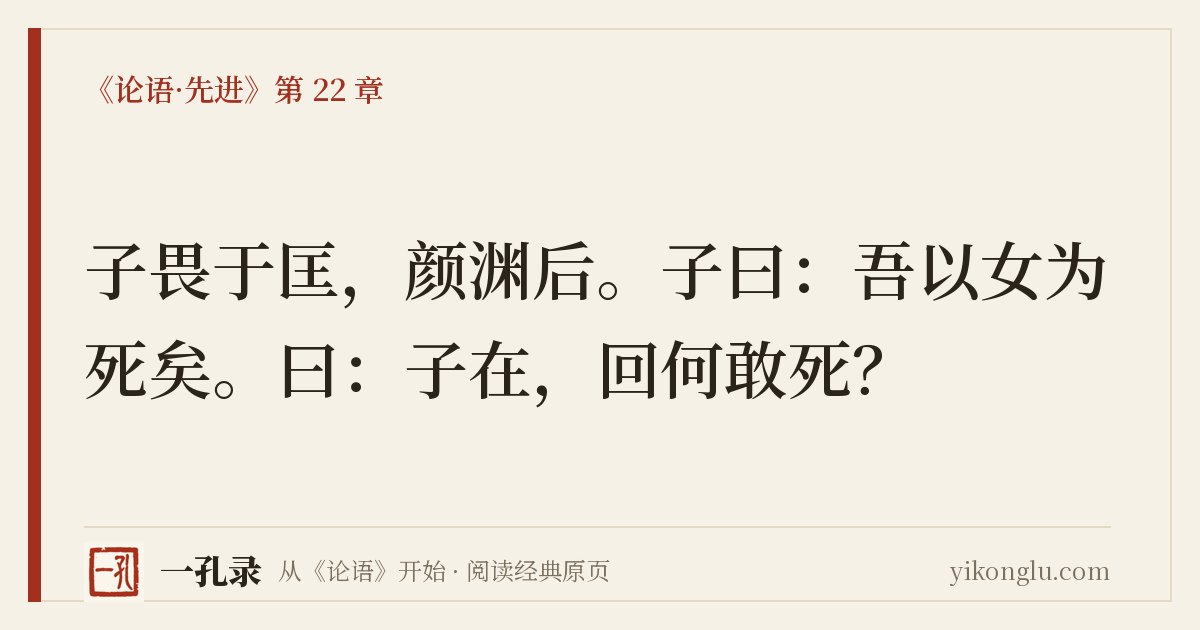 《论语·先进》第 22 章
子畏于匡，颜渊后。子曰：吾以女为
死矣。曰：子在，回何敢死？
一孔
一孔录 从《论语》开始 · 阅读经典原页 yikonglu.com